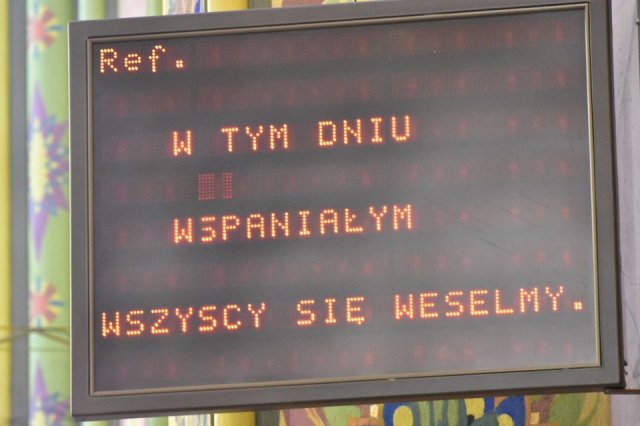 Ref.
W TYM DNIU
WSPANIAŁYM
WSZYSCY SIĘ WESELMY.